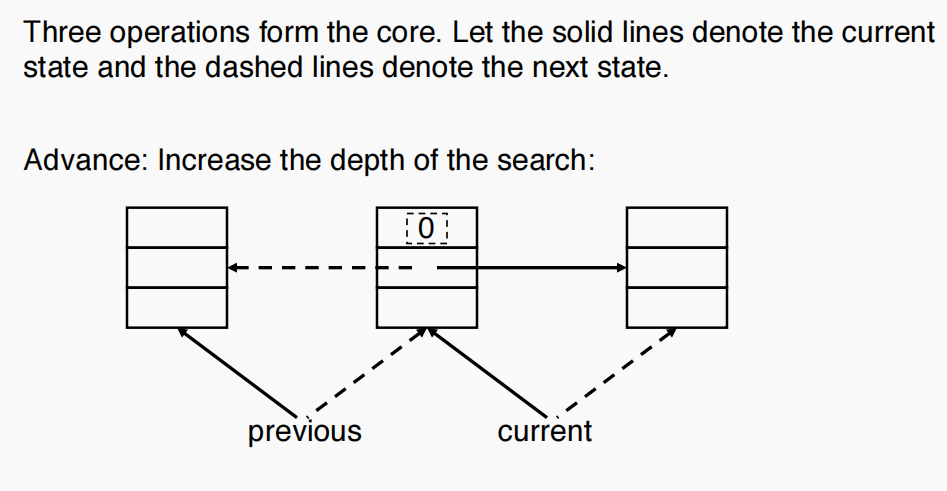 Three operations form the core. Let the solid lines denote the current
state and the dashed lines denote the next state.
Advance: Increase the depth of the search:
0
previous
current